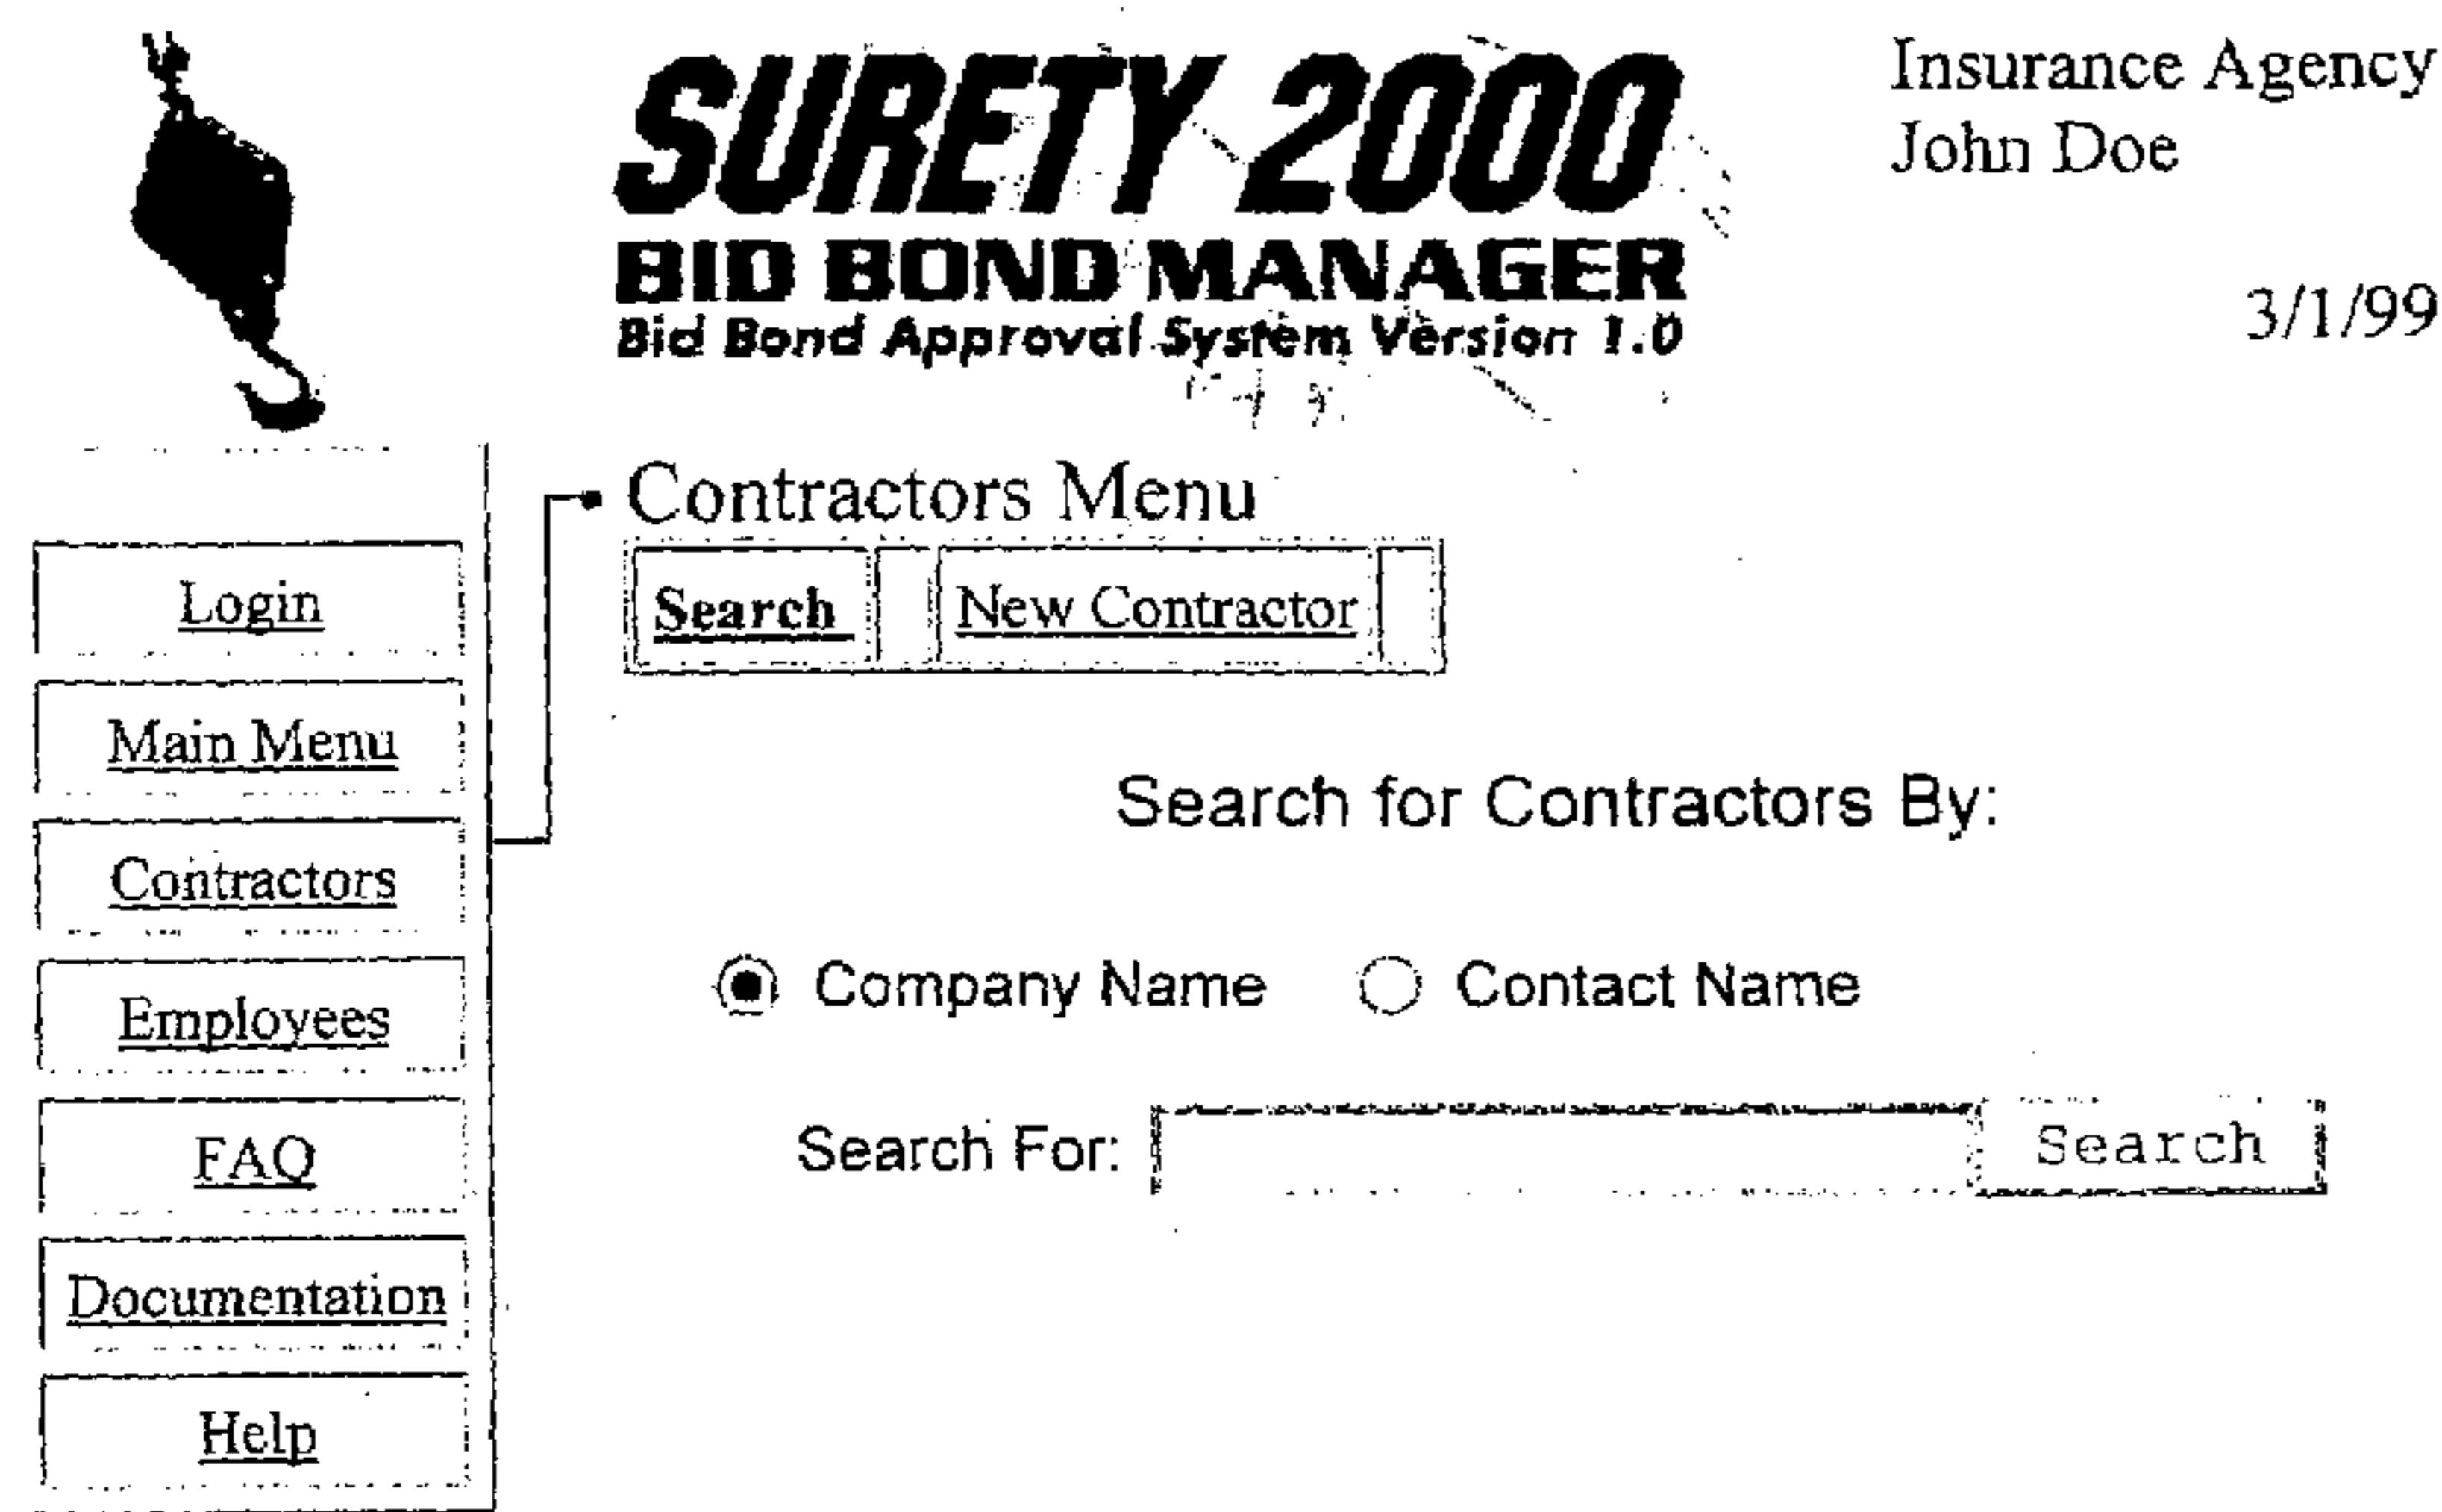 SURETY 2000
BID BOND MANAGER
Bid Bond Approval System Version 1.0
Insurance Agency
John Doe
3/1/99
Login
Main Menu
Contractors
Employees
FAQ
Documentation
Help
Contractors Menu
Search New Contractor
Search for Contractors By:
Company Name Contact Name
Search For: Search